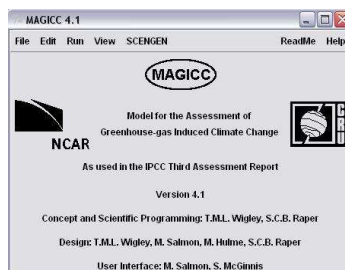 MAGICC 4.1
File Edit Run View SCENGEN ReadMe Help
MAGICC
Model for the Assessment of
Greenhouse-gas Induced Climate Change
NCAR
CRU
As used in the IPCC Third Assessment Report
Version 4.1
Concept and Scientific Programming: T.M.L. Wigley, S.C.B. Raper
Design: T.M.L. Wigley, M. Salmon, M. Hulme, S.C.B. Raper
User Interface: M. Salmon, S. McGinnis